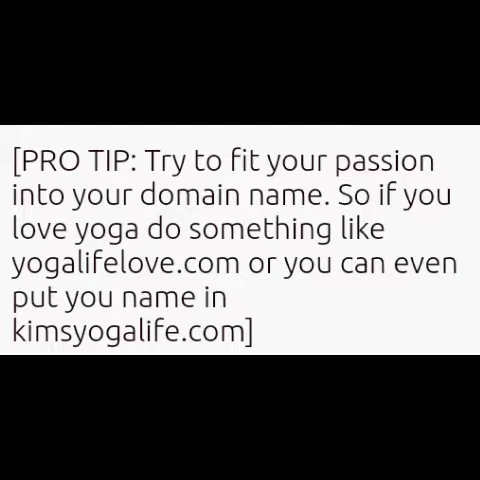 [PRO TIP: Try to fit your passion
into your domain name. So if you
love yoga do something like
yogalifelove.com or you can even
put you name in
kimsyogalife.com]